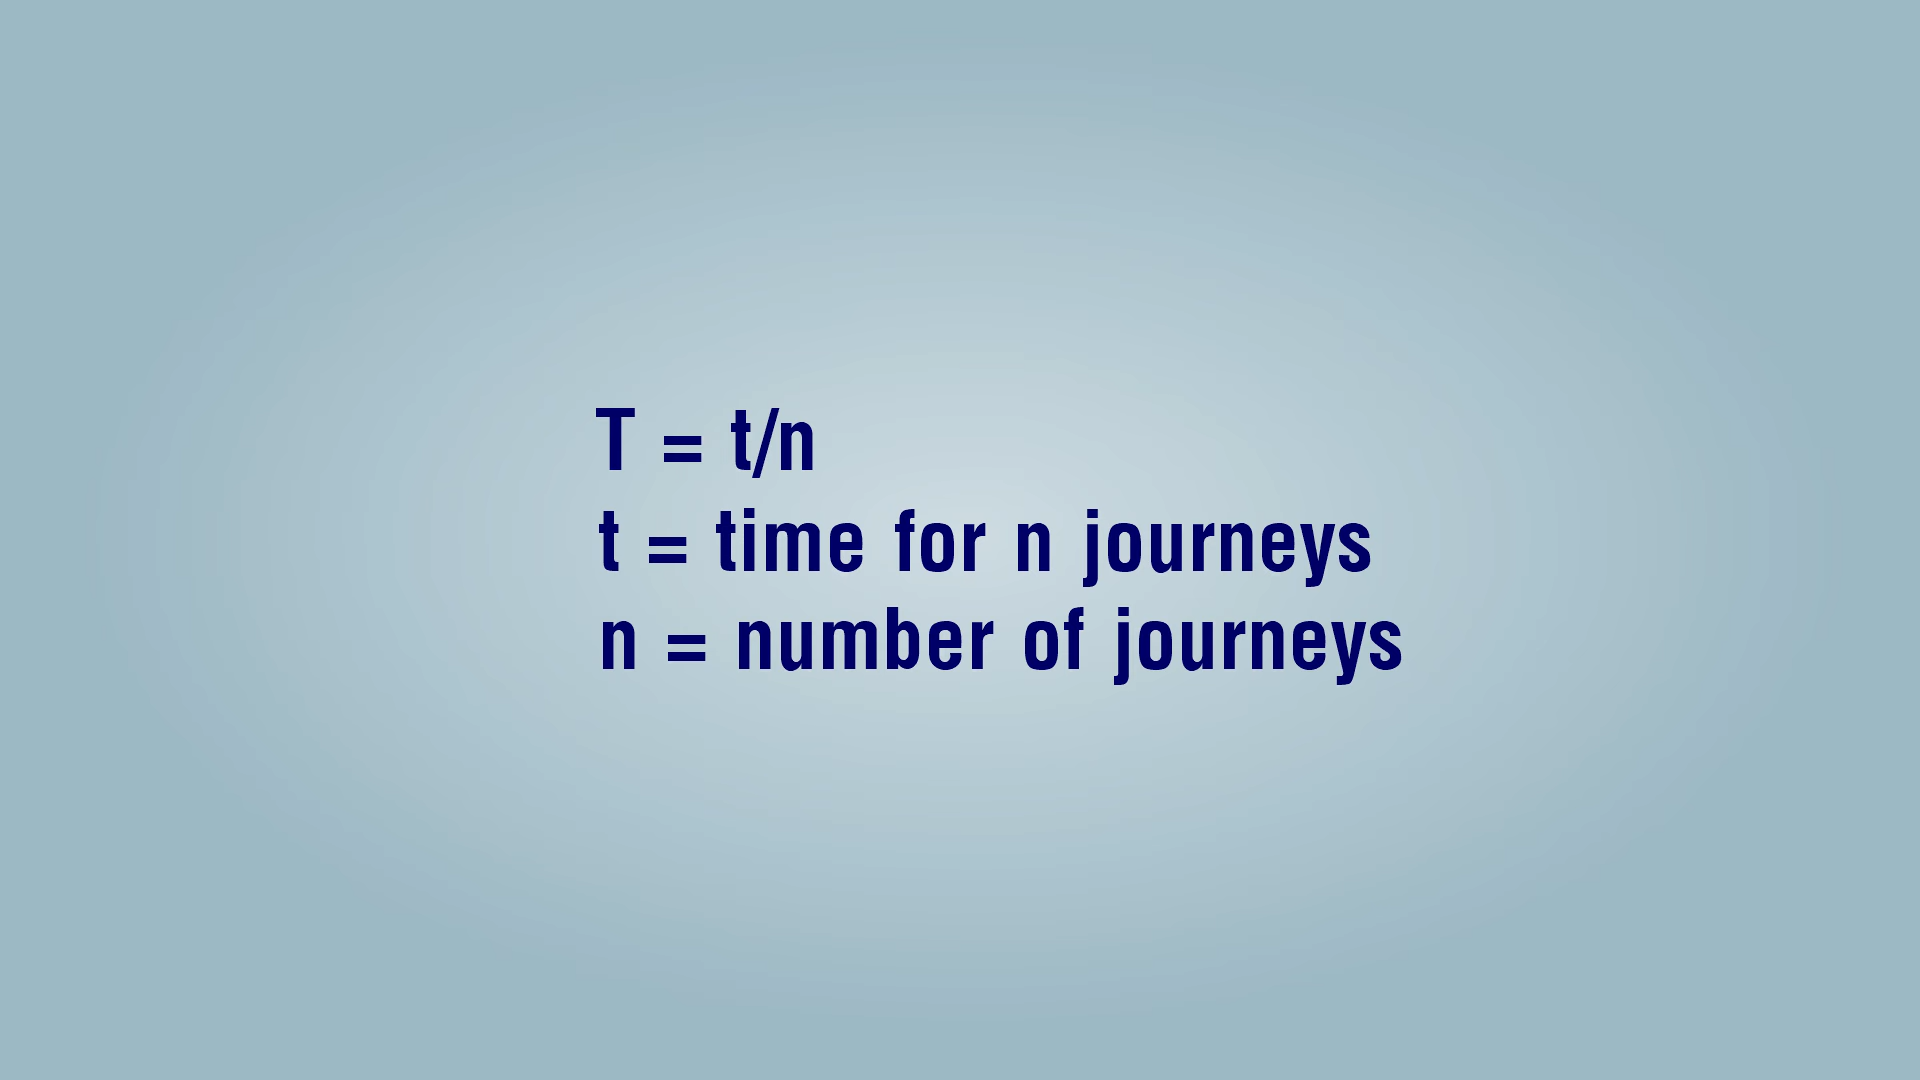 T = t/n
t = time for n journeys
n = number of journeys